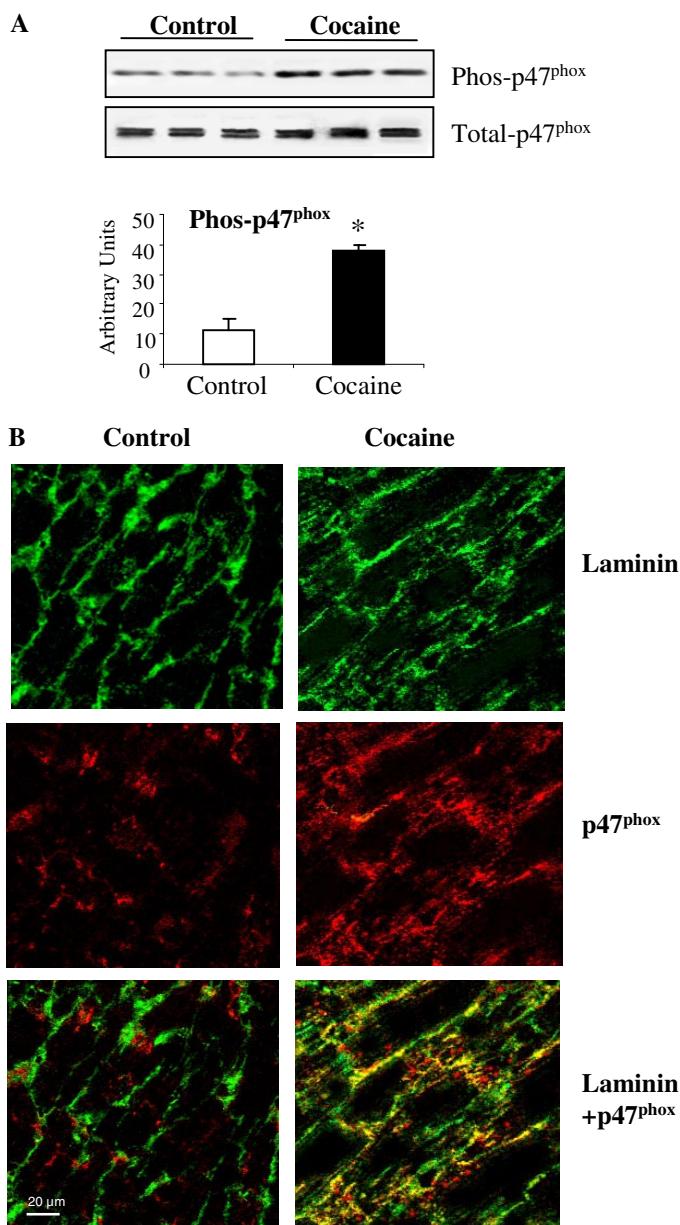 A
Control Cocaine
Phos-p47phox
Total-p47phox
Phos-p47phox
*
Arbitrary Units
50
40
30
20
10
0
Control Cocaine
B Control Cocaine
Laminin
p47phox
Laminin
+p47phox
20 µm